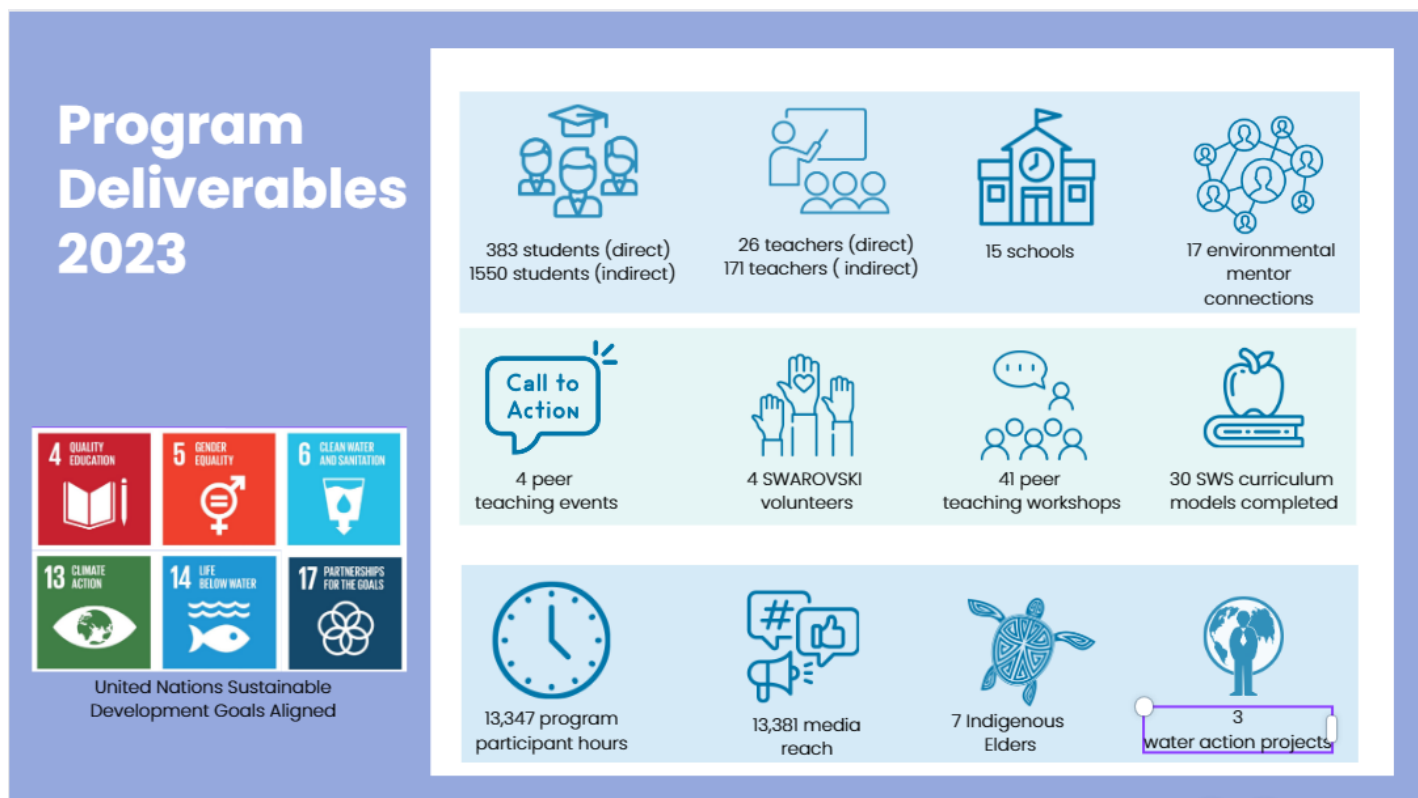 Program
Deliverables
2023
4 QUALITY
EDUCATION
5 GENDER
EQUALITY
6 CLEAN WATER
AND SANITATION
13 CLIMATE
ACTION
14 LIFE
BELOW WATER
17 PARTNERSHIPS
FOR THE GOALS
United Nations Sustainable
Development Goals Aligned
383 students (direct)
1550 students (indirect)
26 teachers (direct)
171 teachers ( indirect)
15 schools
17 environmental
mentor
connections
Call to
Action
4 peer
teaching events
4 SWAROVSKI
volunteers
41 peer
teaching workshops
30 SWS curriculum
models completed
13,347 program
participant hours
#
13,381 media
reach
7 Indigenous
Elders
3
water action projects